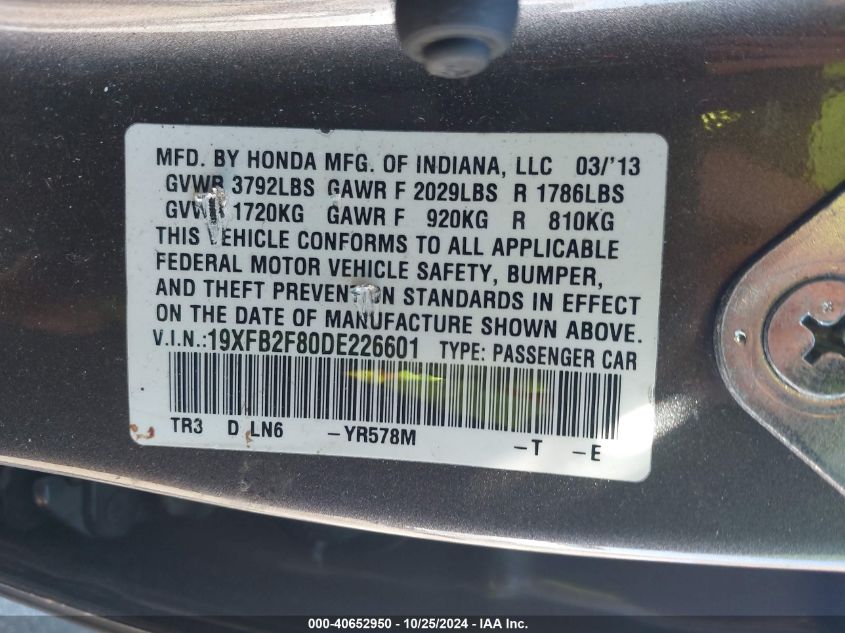 MFD. BY HONDA MFG. OF INDIANA, LLC 03/'13
GVWR 3792LBS GAWR F 2029LBS R 1786LBS
GVWR 1720KG GAWR F 920KG R 810KG
THIS VEHICLE CONFORMS TO ALL APPLICABLE
FEDERAL MOTOR VEHICLE SAFETY, BUMPER,
AND THEFT PREVENTION STANDARDS IN EFFECT
ON THE DATE OF MANUFACTURE SHOWN ABOVE.
V.I.N.:19XFB2F80DE226601 TYPE: PASSENGER CAR
TR3 D LN6 -YR578M -T -E
000-40652950 - 10/25/2024 - IAA Inc.